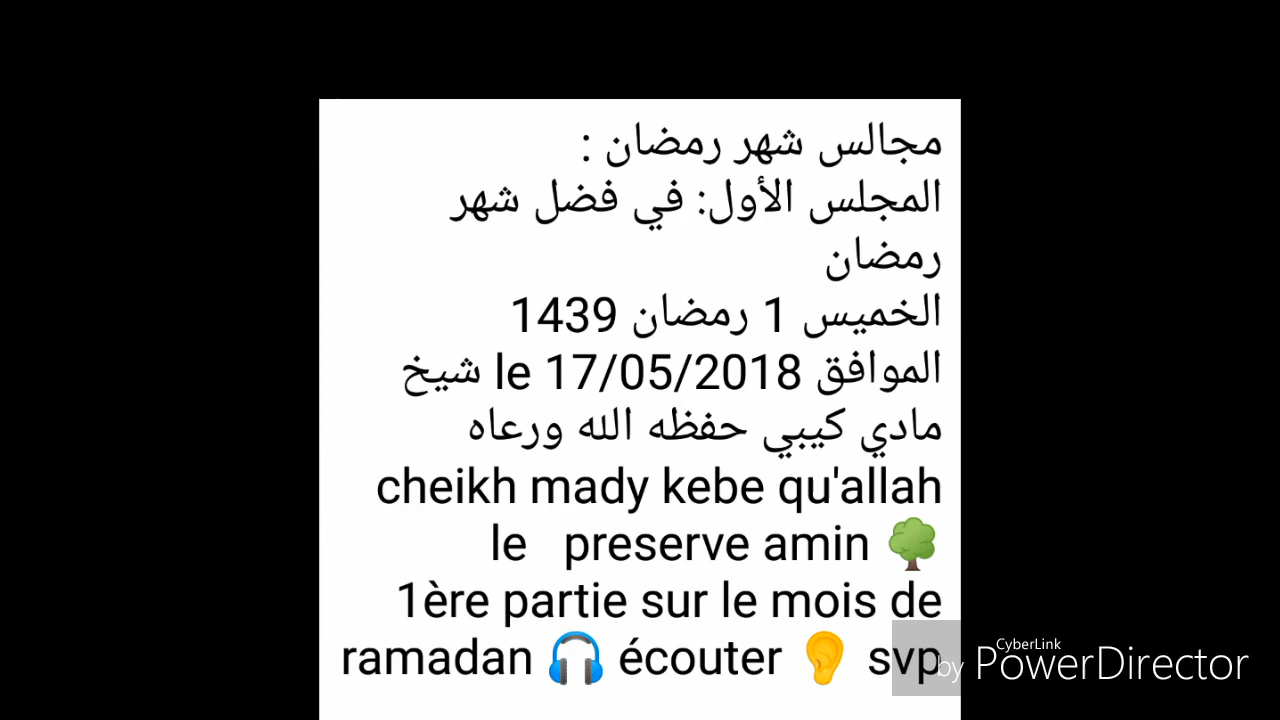 مجالس شهر رمضان :
المجلس الأول: في فضل شهر
رمضان
الخميس 1 رمضان 1439
الموافق 17/05/2018 le شيخ
مادي كيبي حفظه الله ورعاه
cheikh mady kebe qu'allah
le preserve amin 🌳
1ère partie sur le mois de
ramadan 🎧 écouter 👂 svp
CyberLink
by PowerDirector